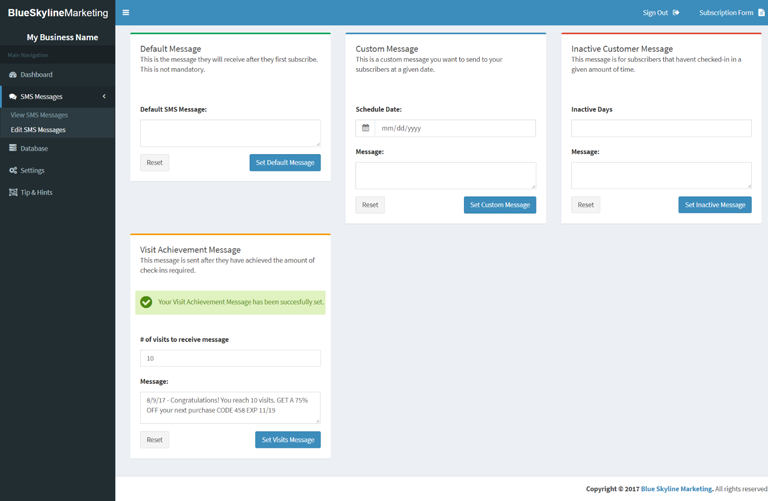 BlueSkylineMarketing
Sign Out
Subscription Form
My Business Name
Main Navigation
Dashboard
SMS Messages
View SMS Messages
Edit SMS Messages
Database
Settings
Tip & Hints
Default Message
This is the message they will receive after they first subscribe.
This is not mandatory.
Default SMS Message:
Reset
Set Default Message
Custom Message
This is a custom message you want to send to your
subscribers at a given date.
Schedule Date:
mm/dd/yyyy
Message:
Reset
Set Custom Message
Inactive Customer Message
This message is for subscribers that havent checked-in in a
given amount of time.
Inactive Days
Message:
Reset
Set Inactive Message
Visit Achievement Message
This message is sent after they have achieved the amount of
check-ins required.
Your Visit Achievement Message has been succesfully set.
# of visits to receive message
10
Message:
8/9/17 - Congratulations! You reach 10 visits. GET A 75%
OFF your next purchase CODE 458 EXP 11/19
Reset
Set Visits Message
Copyright © 2017 Blue Skyline Marketing. All rights reserved